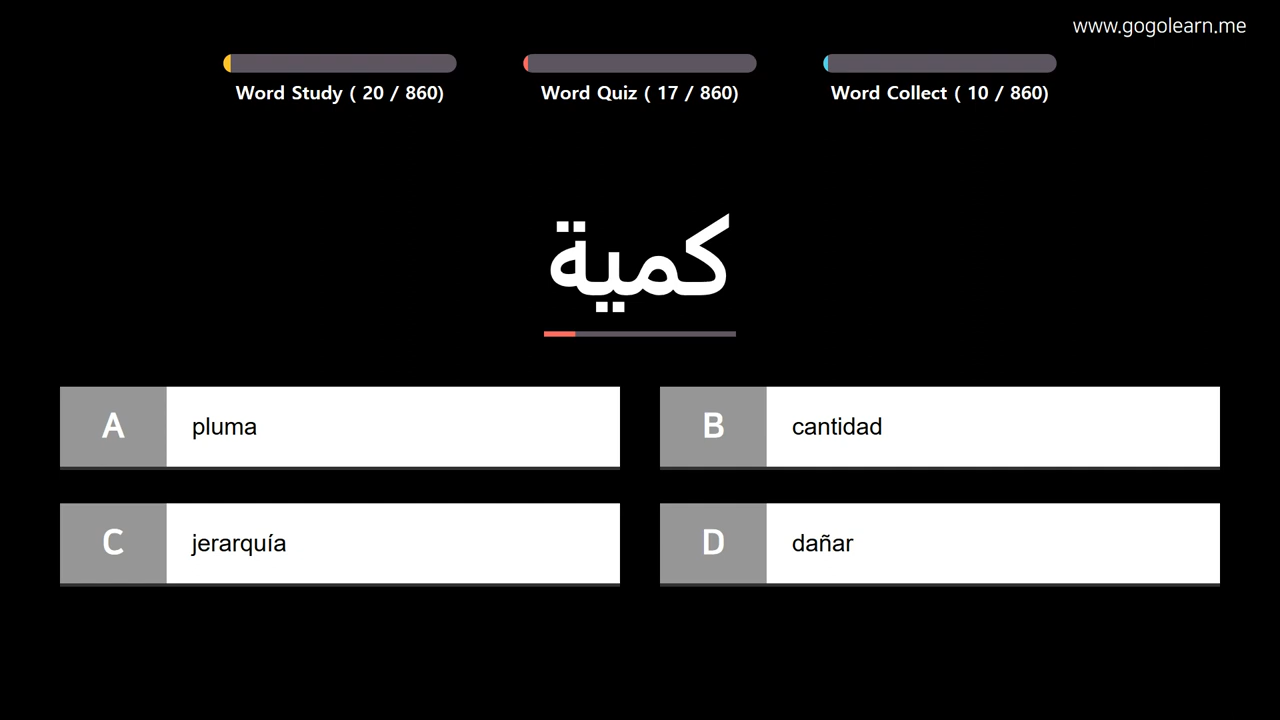 www.gogolearn.me
Word Study ( 20 / 860)
Word Quiz ( 17 / 860)
Word Collect ( 10 / 860)
كمية
A pluma
B cantidad
C jerarquía
D dañar